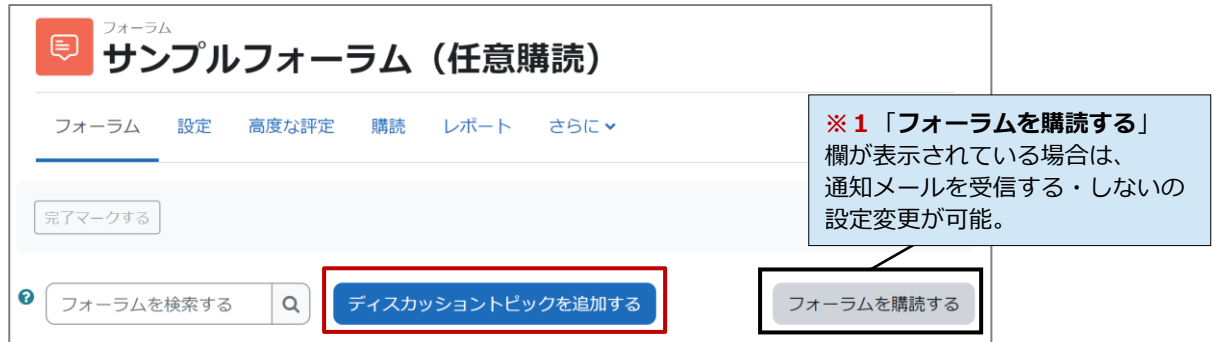 フォーラム
サンプルフォーラム（任意購読）
フォーラム 設定 高度な評定 購読 レポート さらに
※１「フォーラムを購読する」
欄が表示されている場合は、
通知メールを受信する・しないの
設定変更が可能。
完了マークする
フォーラムを検索する
ディスカッショントピックを追加する
フォーラムを購読する